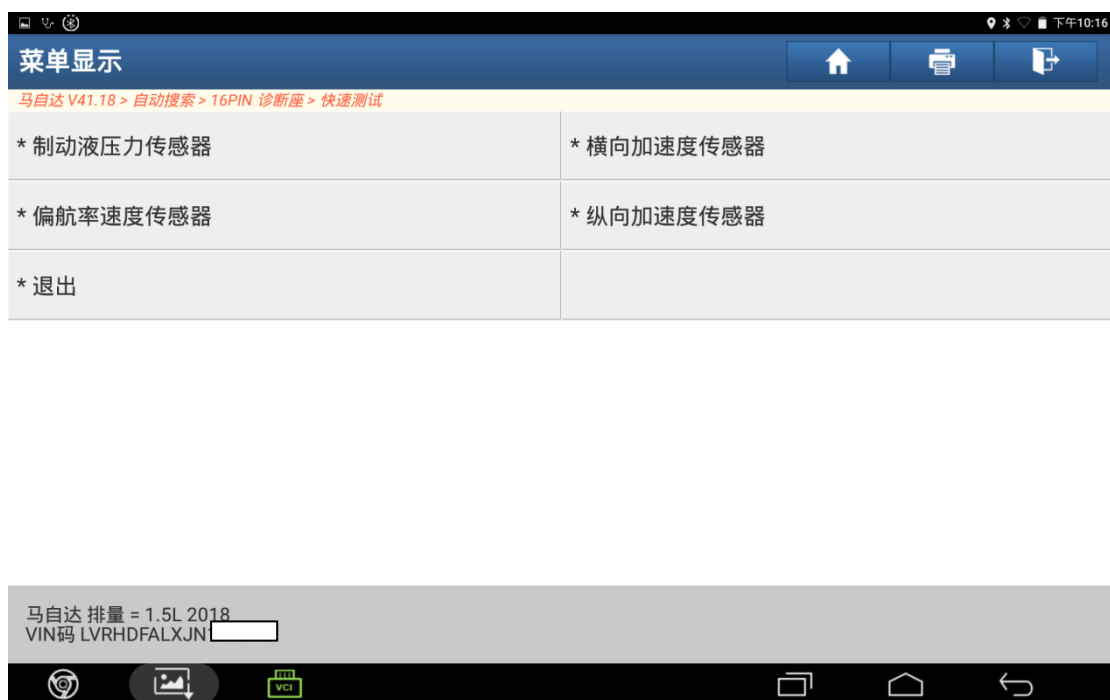 下午10:16
菜单显示
马自达 V41.18 > 自动搜索 > 16PIN 诊断座 > 快速测试
* 制动液压力传感器
* 横向加速度传感器
* 偏航率速度传感器
* 纵向加速度传感器
* 退出
马自达 排量 = 1.5L 2018
VIN码 LVRHDFALXJN
VCI